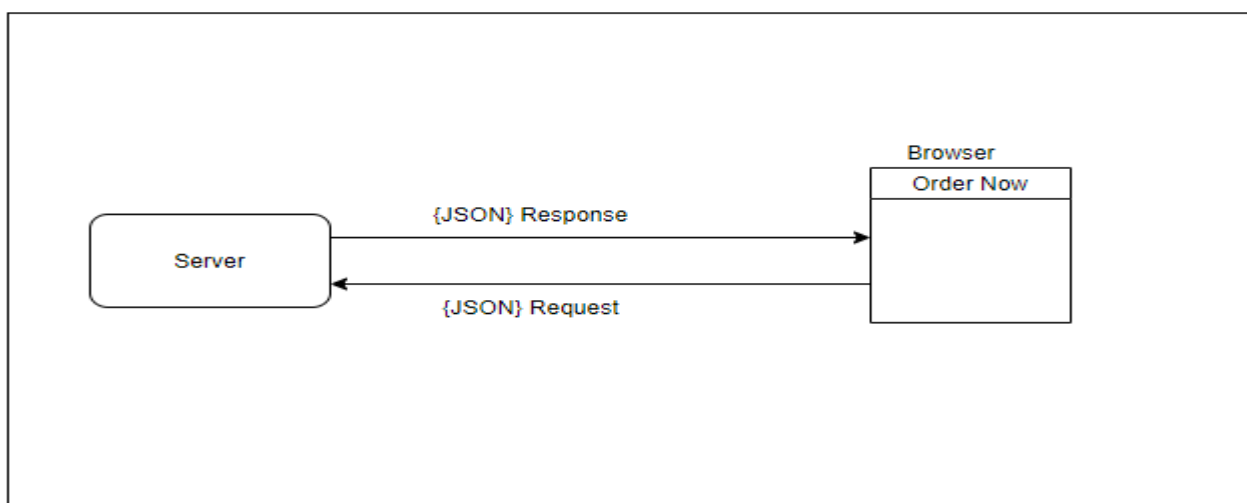 Browser
Order Now
{JSON} Response
Server
{JSON} Request